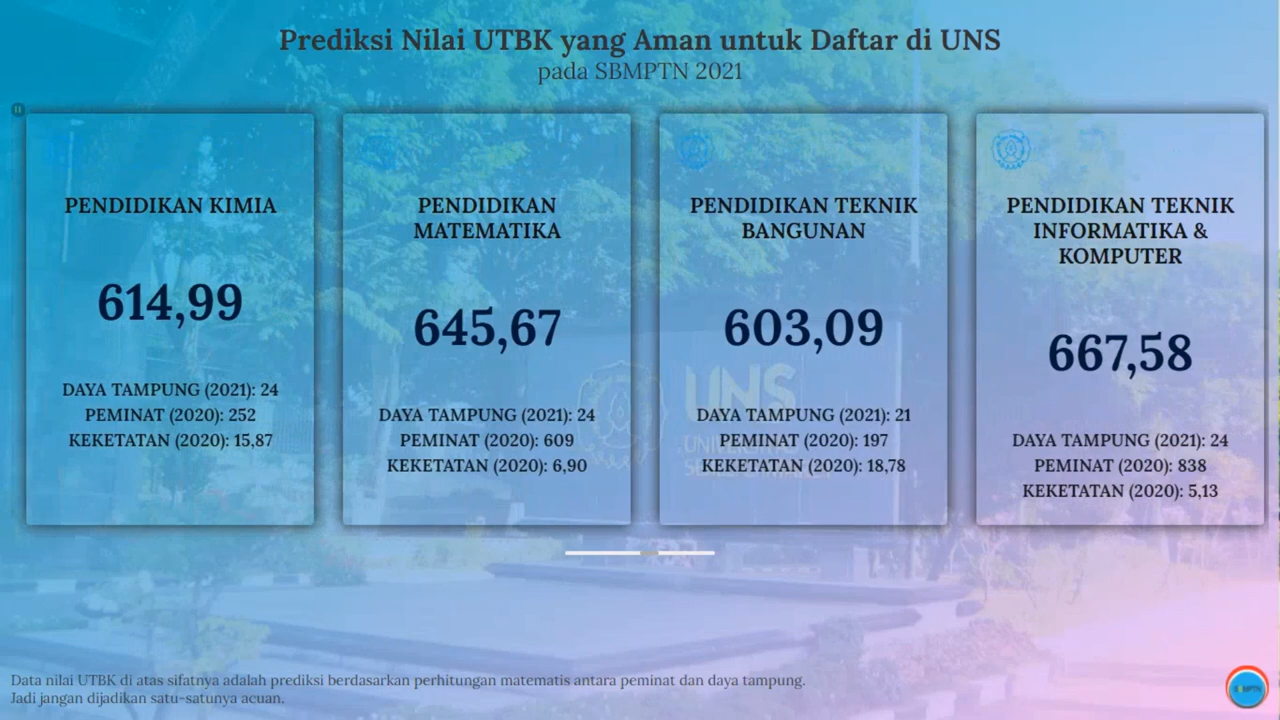 Prediksi Nilai UTBK yang Aman untuk Daftar di UNS
pada SBMPTN 2021
PENDIDIKAN KIMIA
614,99
DAYA TAMPUNG (2021): 24
PEMINAT (2020): 252
KEKETATAN (2020): 15,87
PENDIDIKAN
MATEMATIKA
645,67
DAYA TAMPUNG (2021): 24
PEMINAT (2020): 609
KEKETATAN (2020): 6,90
PENDIDIKAN TEKNIK
BANGUNAN
603,09
DAYA TAMPUNG (2021): 21
PEMINAT (2020): 197
KEKETATAN (2020): 18,78
PENDIDIKAN TEKNIK
INFORMATIKA &
KOMPUTER
667,58
DAYA TAMPUNG (2021): 24
PEMINAT (2020): 838
KEKETATAN (2020): 5,13
UNS
Data nilai UTBK di atas sifatnya adalah prediksi berdasarkan perhitungan matematis antara peminat dan daya tampung.
Jadi jangan dijadikan satu-satunya acuan.